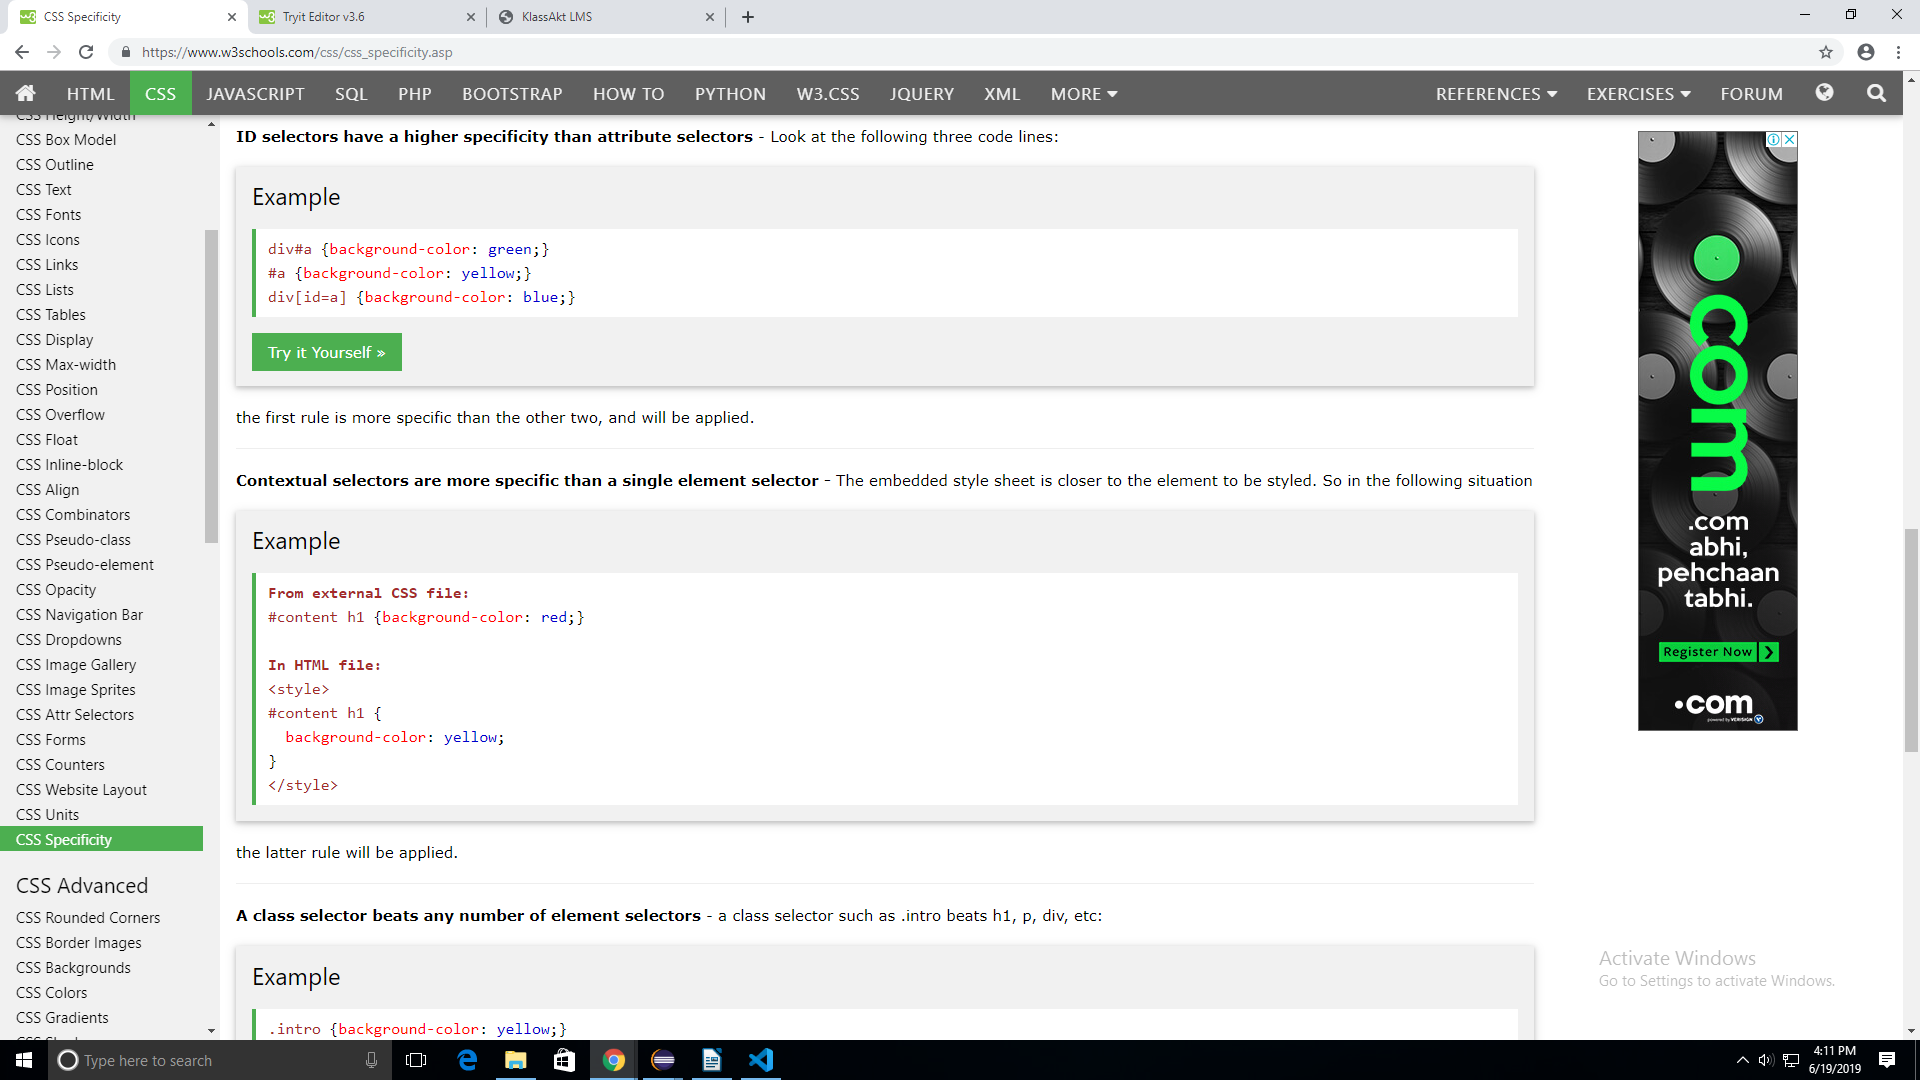 CSS Specificity
Tryit Editor v3.6
KlassAkt LMS
https://www.w3schools.com/css/css_specificity.asp
HTML
CSS
JAVASCRIPT
SQL
PHP
BOOTSTRAP
HOW TO
PYTHON
W3.CSS
JQUERY
XML
MORE
REFERENCES
EXERCISES
FORUM
CSS Height/Width
CSS Box Model
CSS Outline
CSS Text
CSS Fonts
CSS Icons
CSS Links
CSS Lists
CSS Tables
CSS Display
CSS Max-width
CSS Position
CSS Overflow
CSS Float
CSS Inline-block
CSS Align
CSS Combinators
CSS Pseudo-class
CSS Pseudo-element
CSS Opacity
CSS Navigation Bar
CSS Dropdowns
CSS Image Gallery
CSS Image Sprites
CSS Attr Selectors
CSS Forms
CSS Counters
CSS Website Layout
CSS Units
CSS Specificity
CSS Advanced
CSS Rounded Corners
CSS Border Images
CSS Backgrounds
CSS Colors
CSS Gradients
ID selectors have a higher specificity than attribute selectors - Look at the following three code lines:
Example
div#a {background-color: green;}
#a {background-color: yellow;}
div[id=a] {background-color: blue;}
Try it Yourself »
the first rule is more specific than the other two, and will be applied.
Contextual selectors are more specific than a single element selector - The embedded style sheet is closer to the element to be styled. So in the following situation
Example
From external CSS file:
#content h1 {background-color: red;}
In HTML file:
<style>
#content h1 {
  background-color: yellow;
}
</style>
the latter rule will be applied.
A class selector beats any number of element selectors - a class selector such as .intro beats h1, p, div, etc:
Example
.intro {background-color: yellow;}
.com
.com
abhi,
pehchaan
tabhi.
Register Now
.com
powered by VERISIGN
Activate Windows
Go to Settings to activate Windows.
Type here to search
4:11 PM
6/19/2019